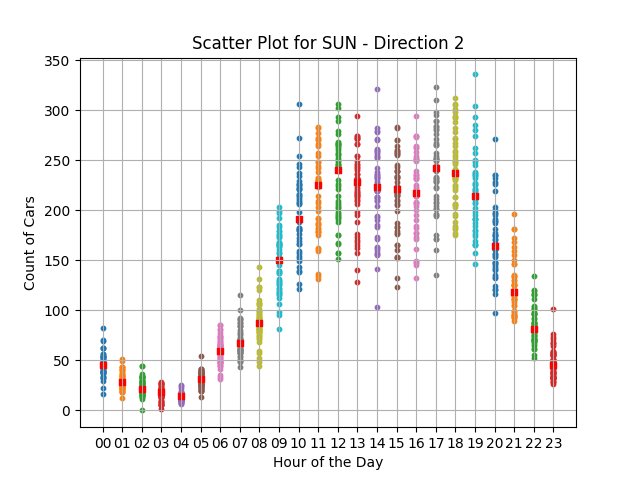 Scatter Plot for SUN - Direction 2
350
300
250
200
150
100
50
0
Count of Cars
00 01 02 03 04 05 06 07 08 09 10 11 12 13 14 15 16 17 18 19 20 21 22 23
Hour of the Day